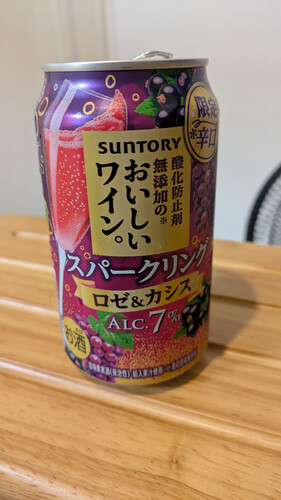 限定
辛口
SUNTORY
酸化防止剤
無添加の※
おいしい
ワイン。
スパークリング
ロゼ&カシス
ALC.7%
お酒